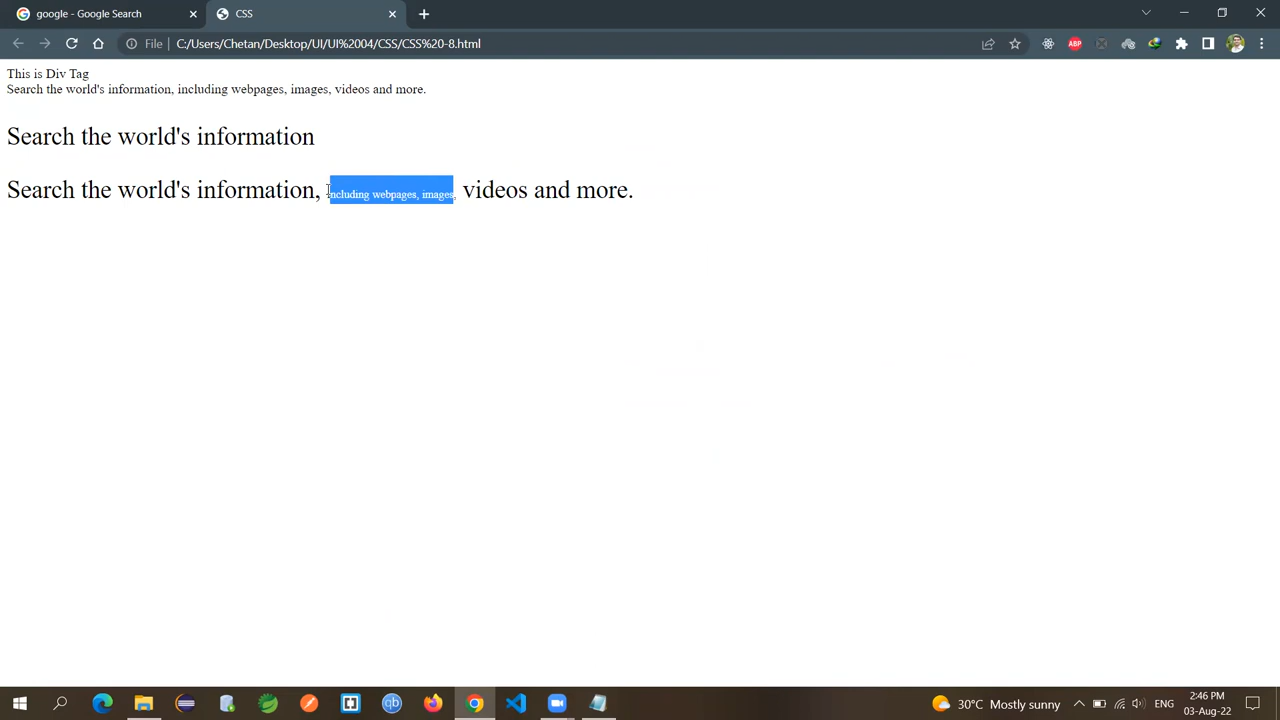 google - Google Search
CSS
File
C:/Users/Chetan/Desktop/UI/UI%2004/CSS/CSS%20-8.html
ABP
This is Div Tag
Search the world's information, including webpages, images, videos and more.
Search the world's information
Search the world's information, including webpages, images, videos and more.
qb
30°C Mostly sunny
ENG
2:46 PM
03-Aug-22